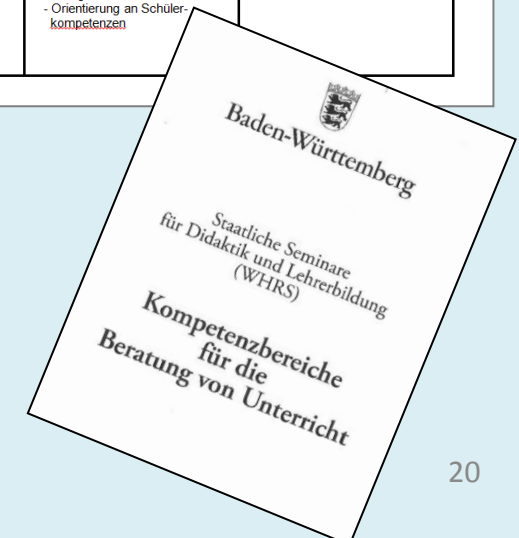 - Orientierung an Schüler-
kompetenzen
Baden-Württemberg
Staatliche Seminare
für Didaktik und Lehrerbildung
(WHRS)
Kompetenzbereiche
für die
Beratung von Unterricht
20